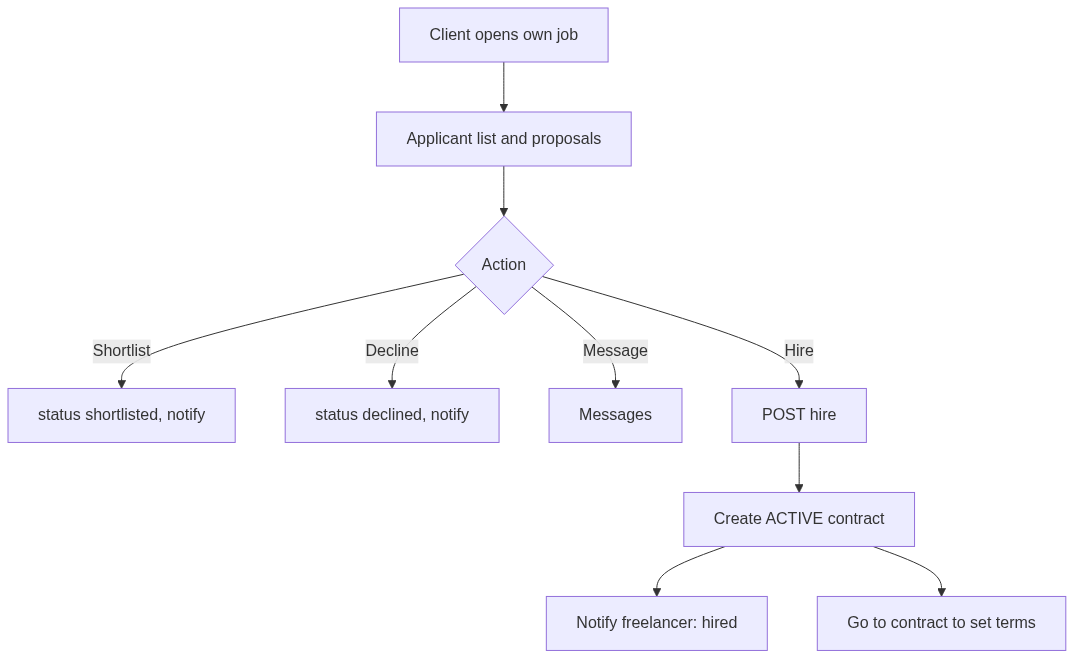 Client opens own job
Applicant list and proposals
Action
Shortlist
Decline
Message
Hire
status shortlisted, notify
status declined, notify
Messages
POST hire
Create ACTIVE contract
Notify freelancer: hired
Go to contract to set terms